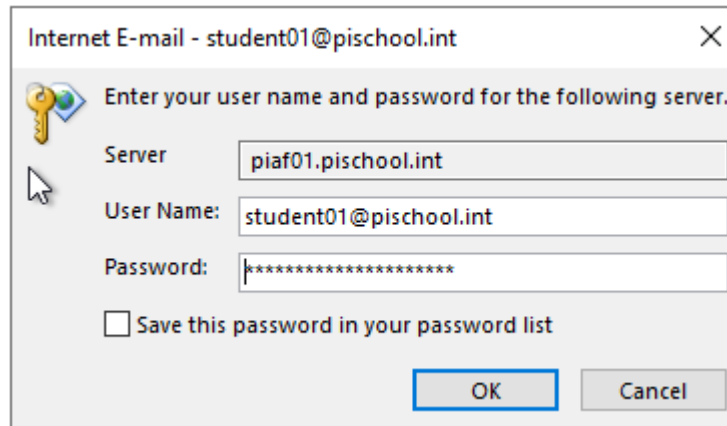 Internet E-mail - student01@pischool.int
Enter your user name and password for the following server.
Server piaf01.pischool.int
User Name: student01@pischool.int
Password: *********************
Save this password in your password list
OK Cancel